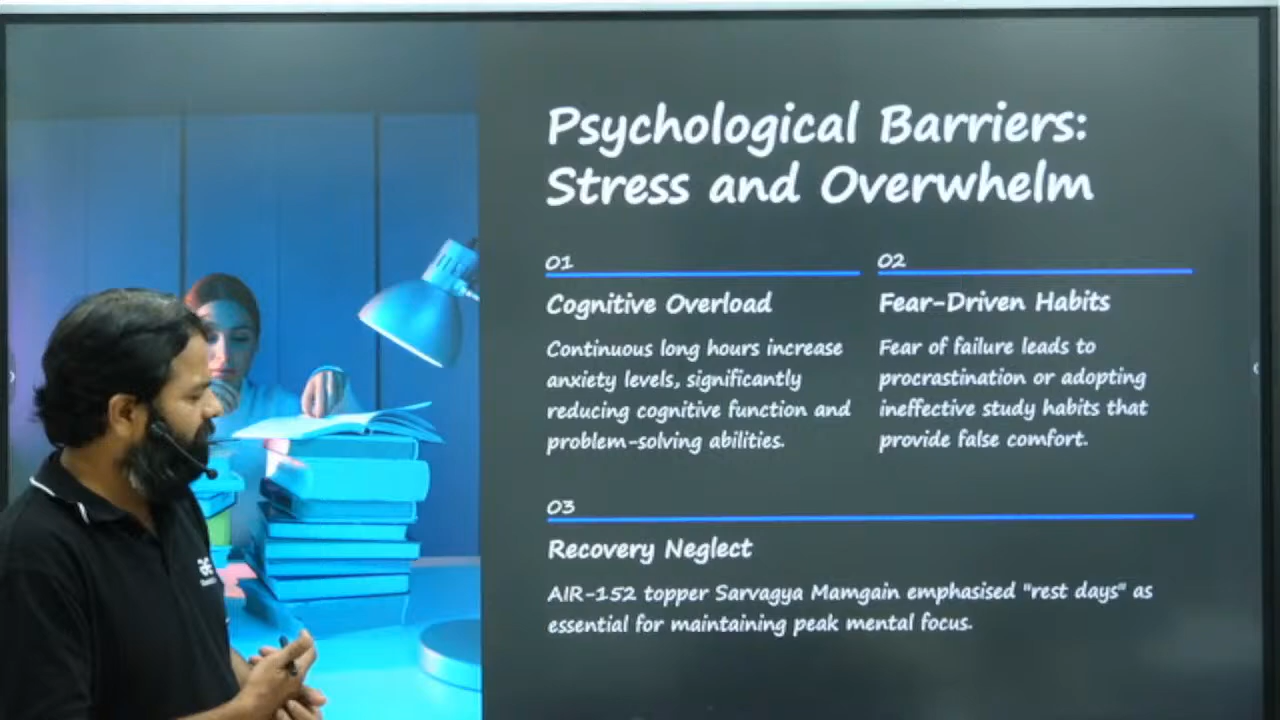 Psychological Barriers:
Stress and Overwhelm
01
Cognitive Overload
Continuous long hours increase
anxiety levels, significantly
reducing cognitive function and
problem-solving abilities.
02
Fear-Driven Habits
Fear of failure leads to
procrastination or adopting
ineffective study habits that
provide false comfort.
03
Recovery Neglect
AIR-152 topper Sarvagya Mamgain emphasised "rest days" as
essential for maintaining peak mental focus.